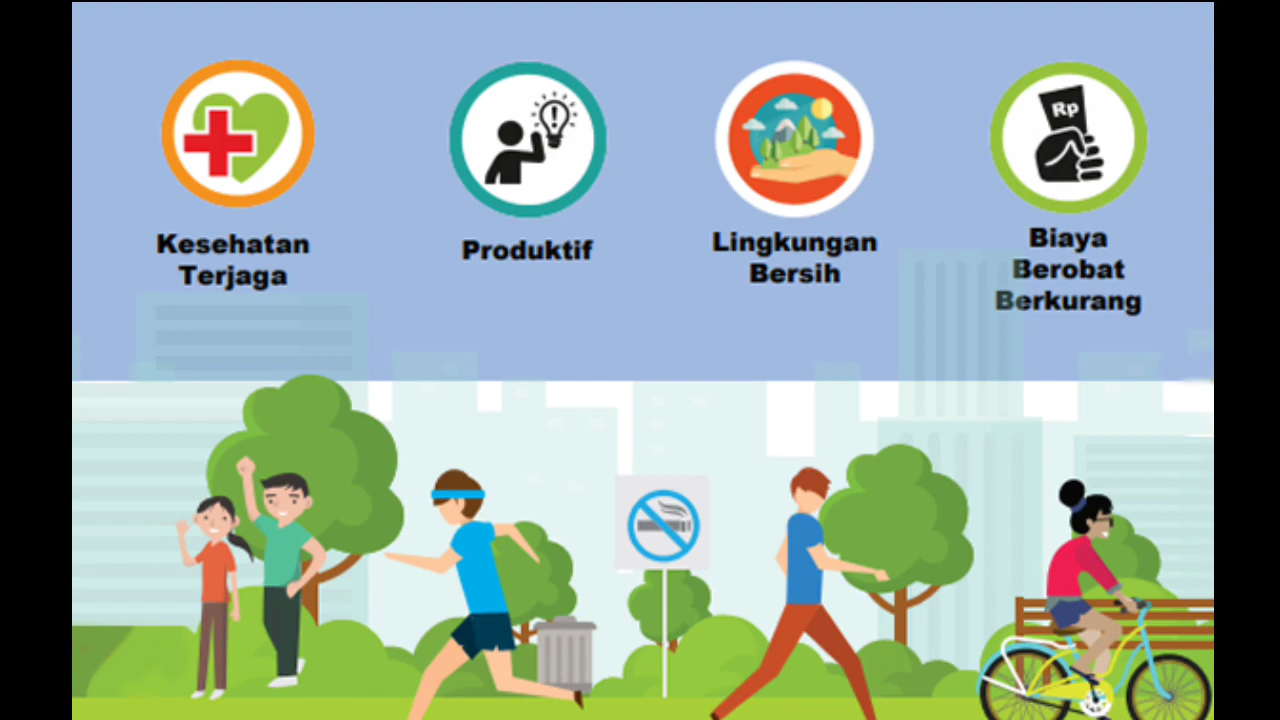 Rp
Kesehatan
Terjaga
Produktif
Lingkungan
Bersih
Biaya
Berobat
Berkurang